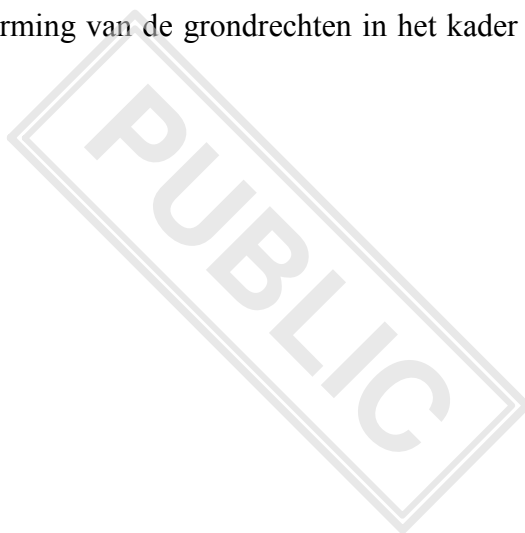 rming van de grondrechten in het kader
PUBLIC